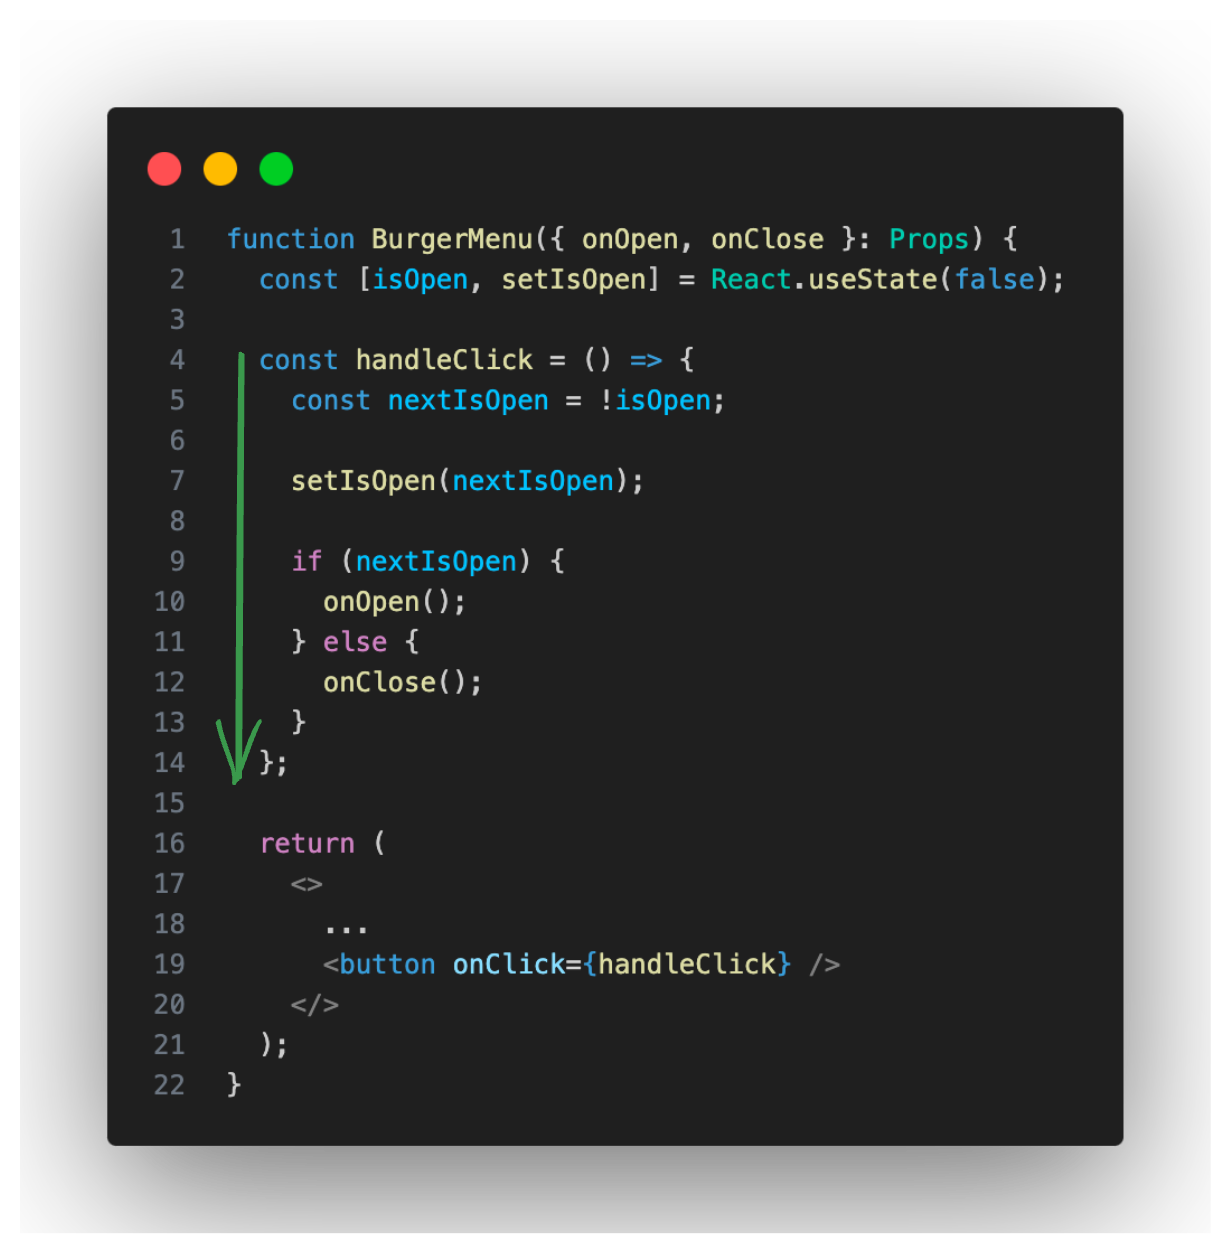 1 function BurgerMenu({ onOpen, onClose }: Props) {
2   const [isOpen, setIsOpen] = React.useState(false);
3
4   const handleClick = () => {
5     const nextIsOpen = !isOpen;
6
7     setIsOpen(nextIsOpen);
8
9     if (nextIsOpen) {
10       onOpen();
11     } else {
12       onClose();
13     }
14   };
15
16   return (
17     <>
18       ...
19       <button onClick={handleClick} />
20     </>
21   );
22 }